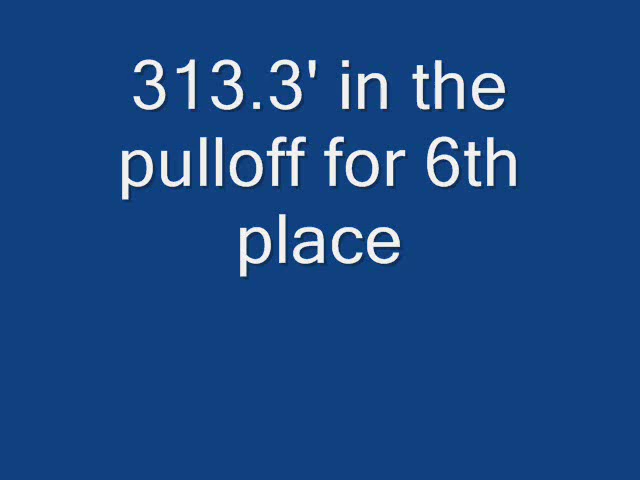 313.3' in the
pulloff for 6th
place